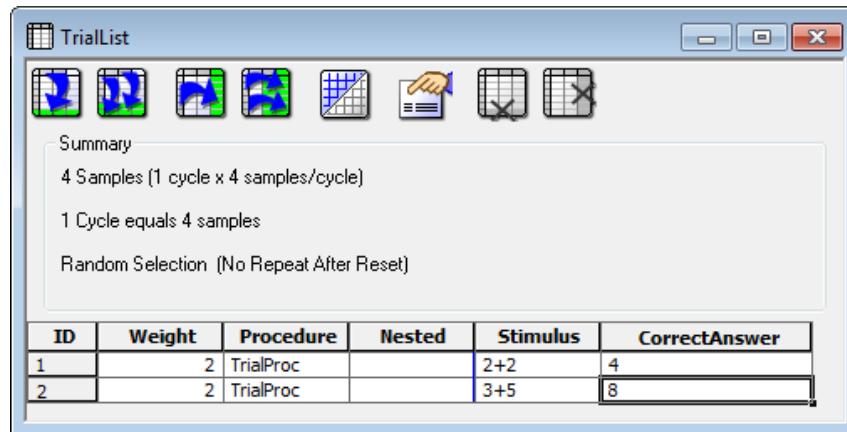 TrialList
Summary
4 Samples (1 cycle x 4 samples/cycle)
1 Cycle equals 4 samples
Random Selection (No Repeat After Reset)
ID Weight Procedure Nested Stimulus CorrectAnswer
1 2 TrialProc 2+2 4
2 2 TrialProc 3+5 8